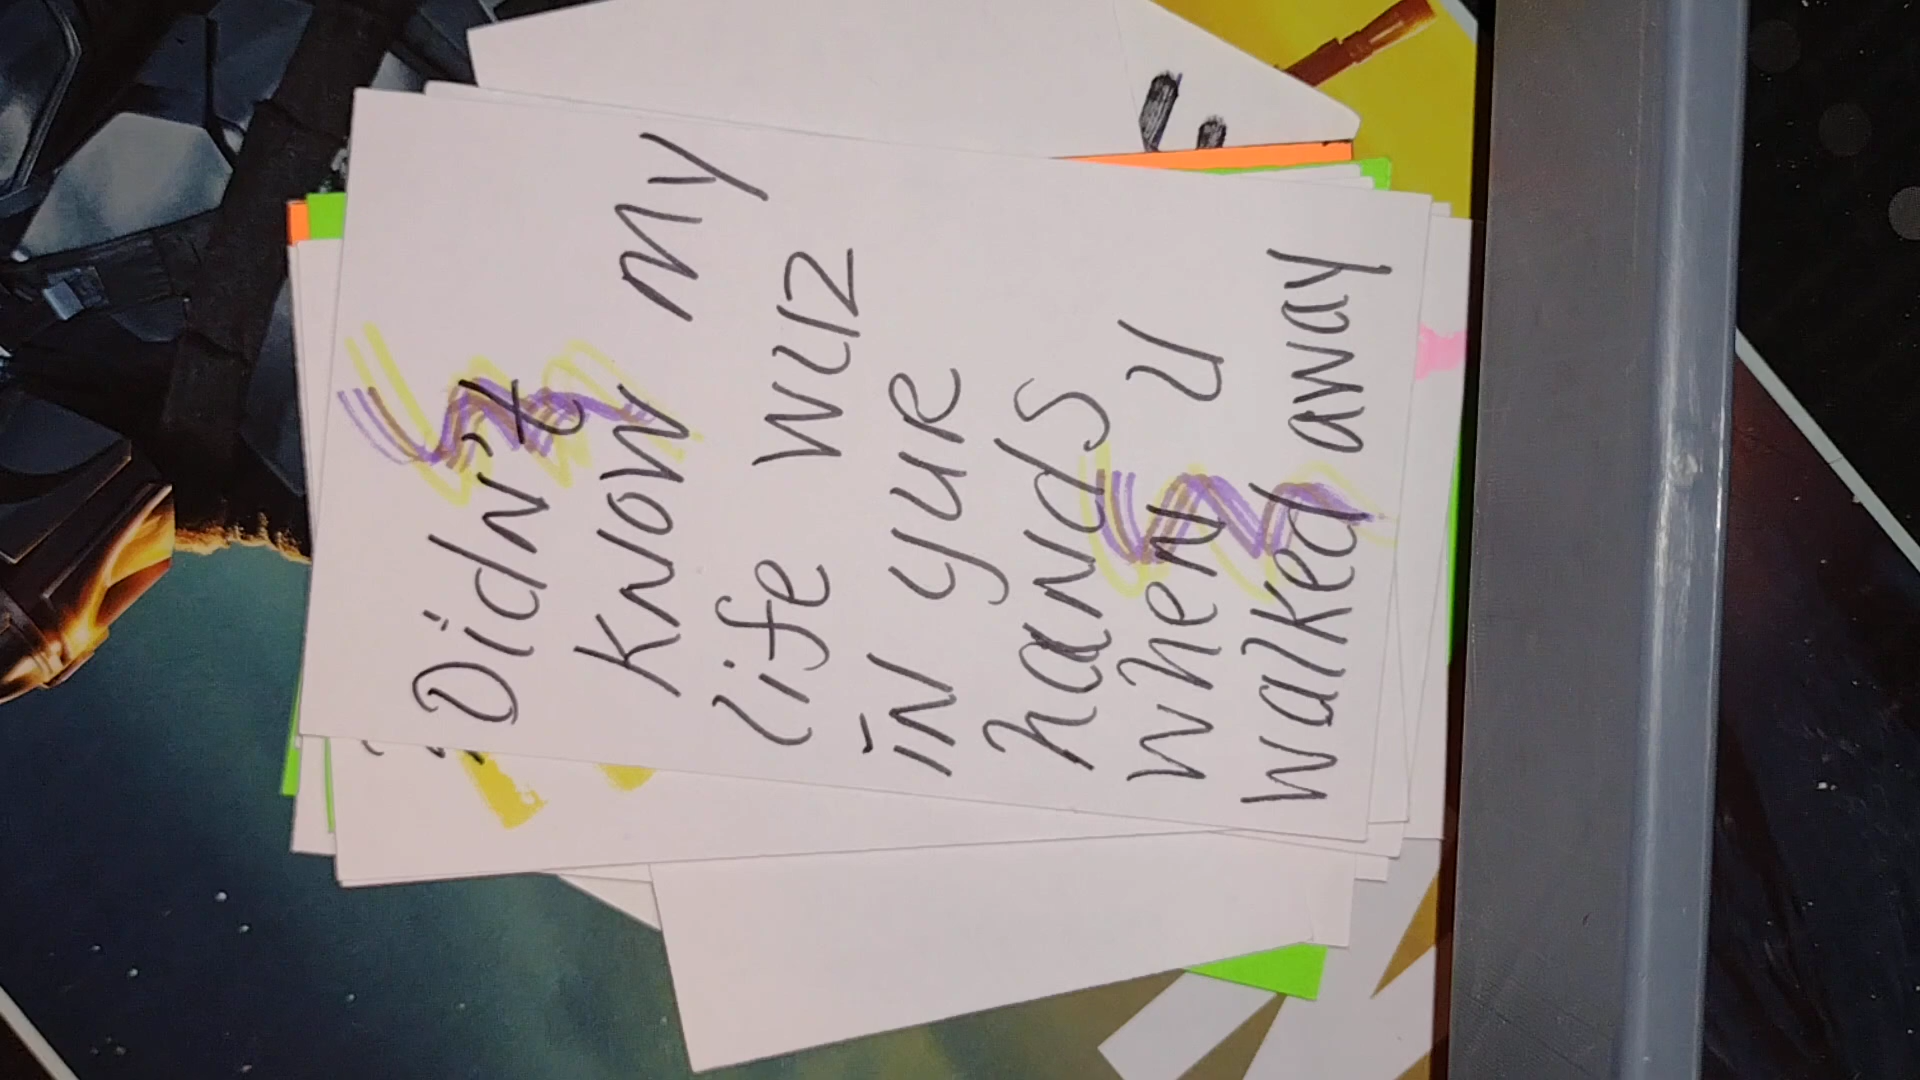 Didn't
Know My
life wuz
in yur
hands
when u
walked away